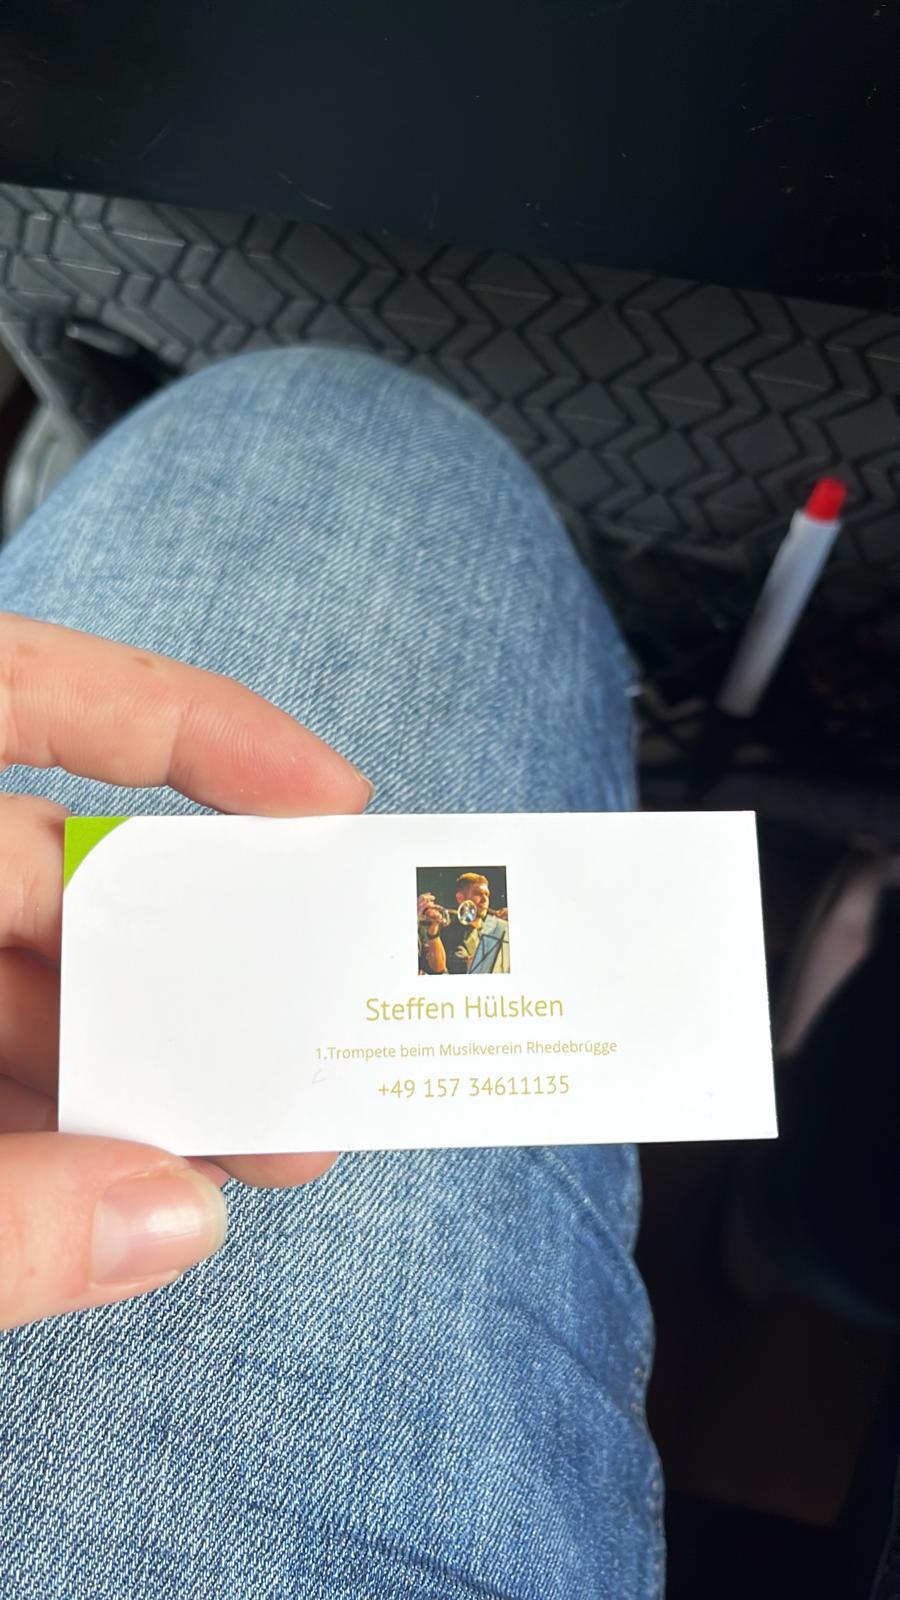 Steffen Hülsken
1.Trompete beim Musikverein Rhedebrügge
+49 157 34611135